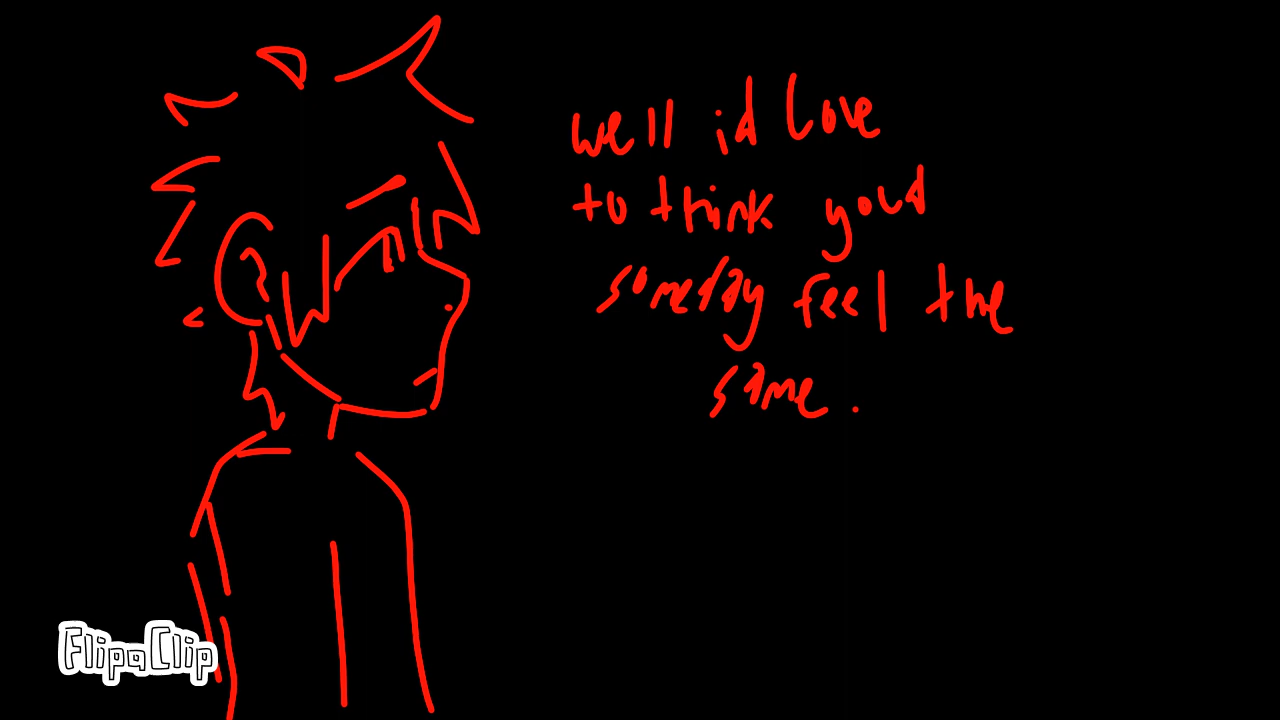 well id love
to think youd
someday feel the
same.
FlipaClip